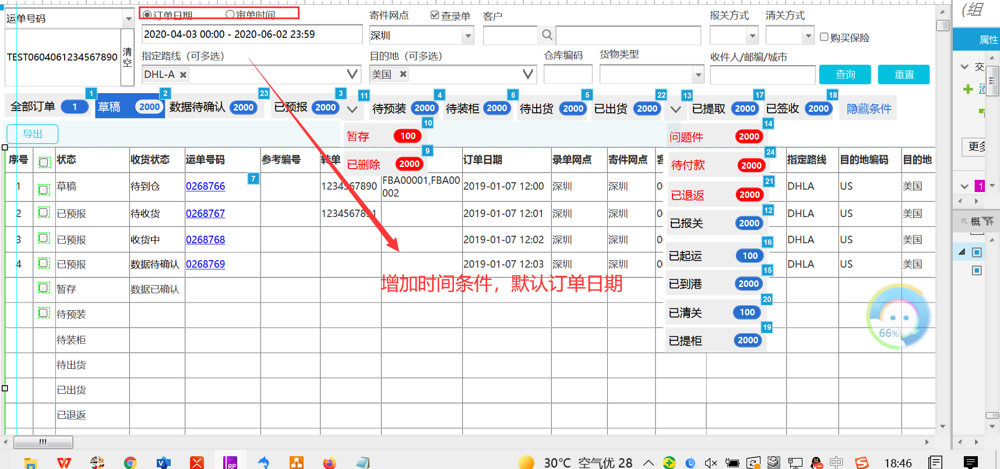 运单号码
订单日期 审单时间 寄件网点 查录单 客户 报关方式 清关方式
2020-04-03 00:00 - 2020-06-02 23:59 深圳 购买保险
TEST0604061234567890 清空
指定路线（可多选） 目的地（可多选） 仓库编码 货物类型 收件人/邮编/城市
DHL-A 美国 查询 重置
1 2 23 3 11 4 6 5 22 13 17 18
全部订单 1 草稿 2000 数据待确认 2000 已预报 2000 待预装 2000 待装柜 2000 待出货 2000 已出货 2000 已提取 2000 已签收 2000 隐藏条件
导出
10
暂存 100
9
已删除 2000
14
问题件 2000
24
待付款 2000
21
已退返 2000
12
已报关 2000
16
已起运 100
15
已到港 2000
20
已清关 100
19
已提柜 2000
序号 状态 收货状态 运单号码 参考编号 转单 订单日期 录单网点 寄件网点 指定路线 目的地编码 目的地
7
1 草稿 待到仓 0268766 1234567890 FBA00001,FBA00002 2019-01-07 12:00 深圳 深圳 DHLA US 美国
2 已预报 待收货 0268767 1234567891 2019-01-07 12:01 深圳 深圳 DHLA US 美国
3 已预报 收货中 0268768 2019-01-07 12:02 深圳 深圳 DHLA US 美国
4 已预报 数据待确认 0268769 2019-01-07 12:03 深圳 深圳 DHLA US 美国
增加时间条件，默认订单日期
暂存 数据已确认
待预装
待装柜
待出货
已出货
已退返
66%
(组
属性
交
更多
1
概
30°C 空气优 28 中 18:46